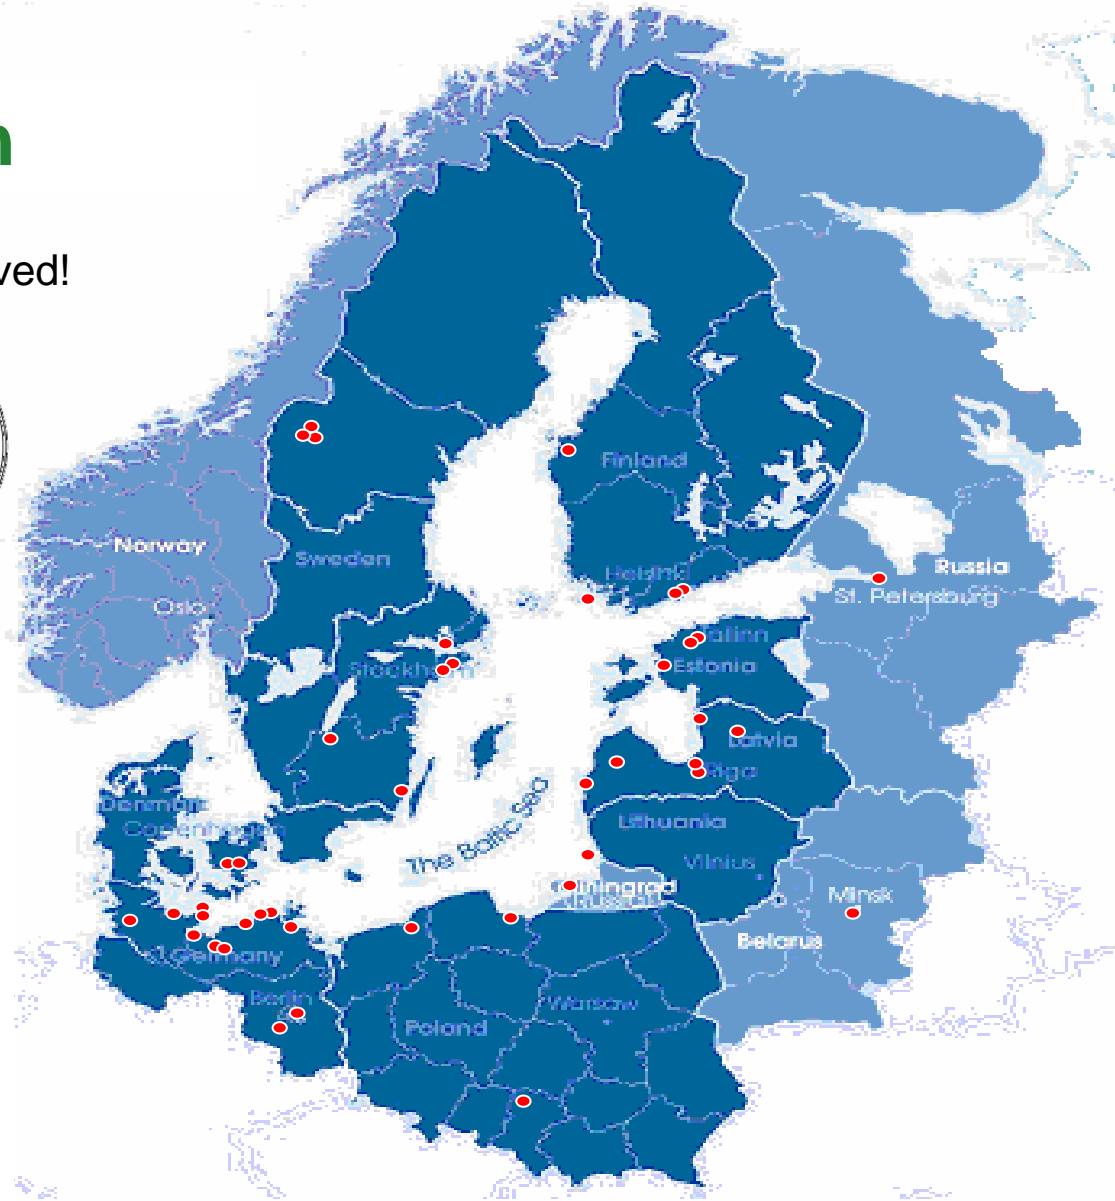 n
ved!
Finland
Norway
Sweden
Helsinki
Russia
St. Petersburg
Oslo
Tallinn
Stockholm
Estonia
Latvia
Riga
Denmark
Copenhagen
The Baltic Sea
Lithuania
Vilnius
Minsk
Belarus
Germany
Berlin
Warsaw
Poland